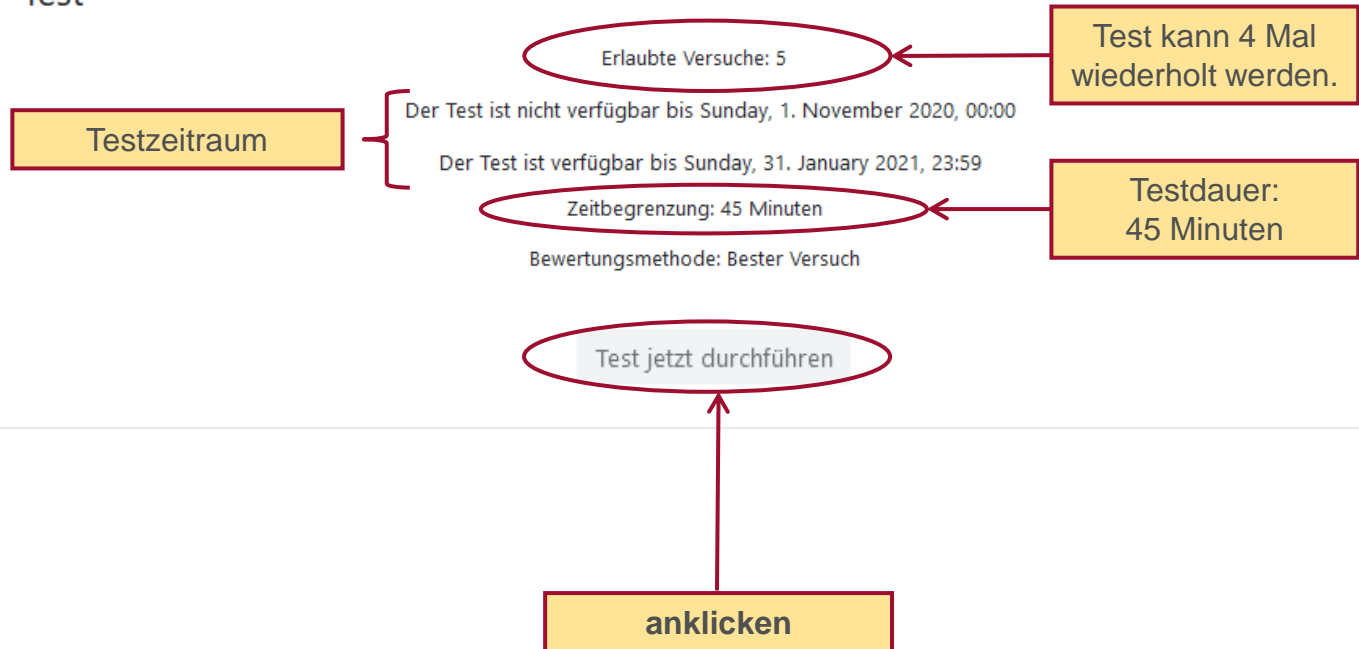 Test
Erlaubte Versuche: 5
Test kann 4 Mal
wiederholt werden.
Der Test ist nicht verfügbar bis Sunday, 1. November 2020, 00:00
Testzeitraum
Der Test ist verfügbar bis Sunday, 31. January 2021, 23:59
Zeitbegrenzung: 45 Minuten
Testdauer:
45 Minuten
Bewertungsmethode: Bester Versuch
Test jetzt durchführen
anklicken